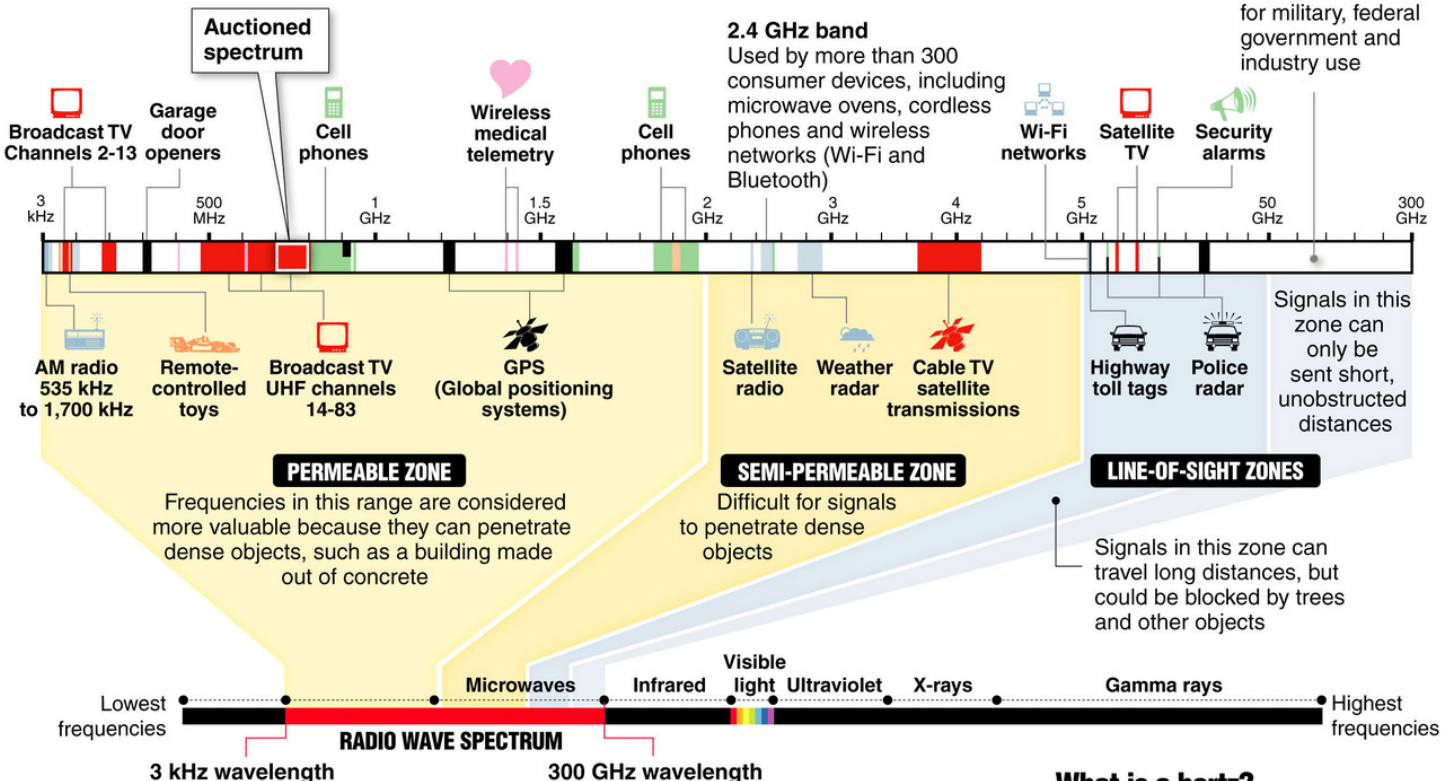 for military, federal
government and
industry use
Auctioned
spectrum
2.4 GHz band
Used by more than 300
consumer devices, including
microwave ovens, cordless
phones and wireless
networks (Wi-Fi and
Bluetooth)
Broadcast TV
Channels 2-13
Garage
door
openers
Cell
phones
Wireless
medical
telemetry
Cell
phones
Wi-Fi
networks
Satellite
TV
Security
alarms
3
kHz
500
MHz
1
GHz
1.5
GHz
2
GHz
3
GHz
4
GHz
5
GHz
50
GHz
300
GHz
AM radio
535 kHz
to 1,700 kHz
Remote-
controlled
toys
Broadcast TV
UHF channels
14-83
GPS
(Global positioning
systems)
Satellite
radio
Weather
radar
Cable TV
satellite
transmissions
Highway
toll tags
Police
radar
Signals in this
zone can
only be
sent short,
unobstructed
distances
PERMEABLE ZONE
Frequencies in this range are considered
more valuable because they can penetrate
dense objects, such as a building made
out of concrete
SEMI-PERMEABLE ZONE
Difficult for signals
to penetrate dense
objects
LINE-OF-SIGHT ZONES
Signals in this zone can
travel long distances, but
could be blocked by trees
and other objects
Lowest
frequencies
Microwaves
Infrared
Visible
light
Ultraviolet
X-rays
Gamma rays
Highest
frequencies
RADIO WAVE SPECTRUM
3 kHz wavelength
300 GHz wavelength
What is a hertz?